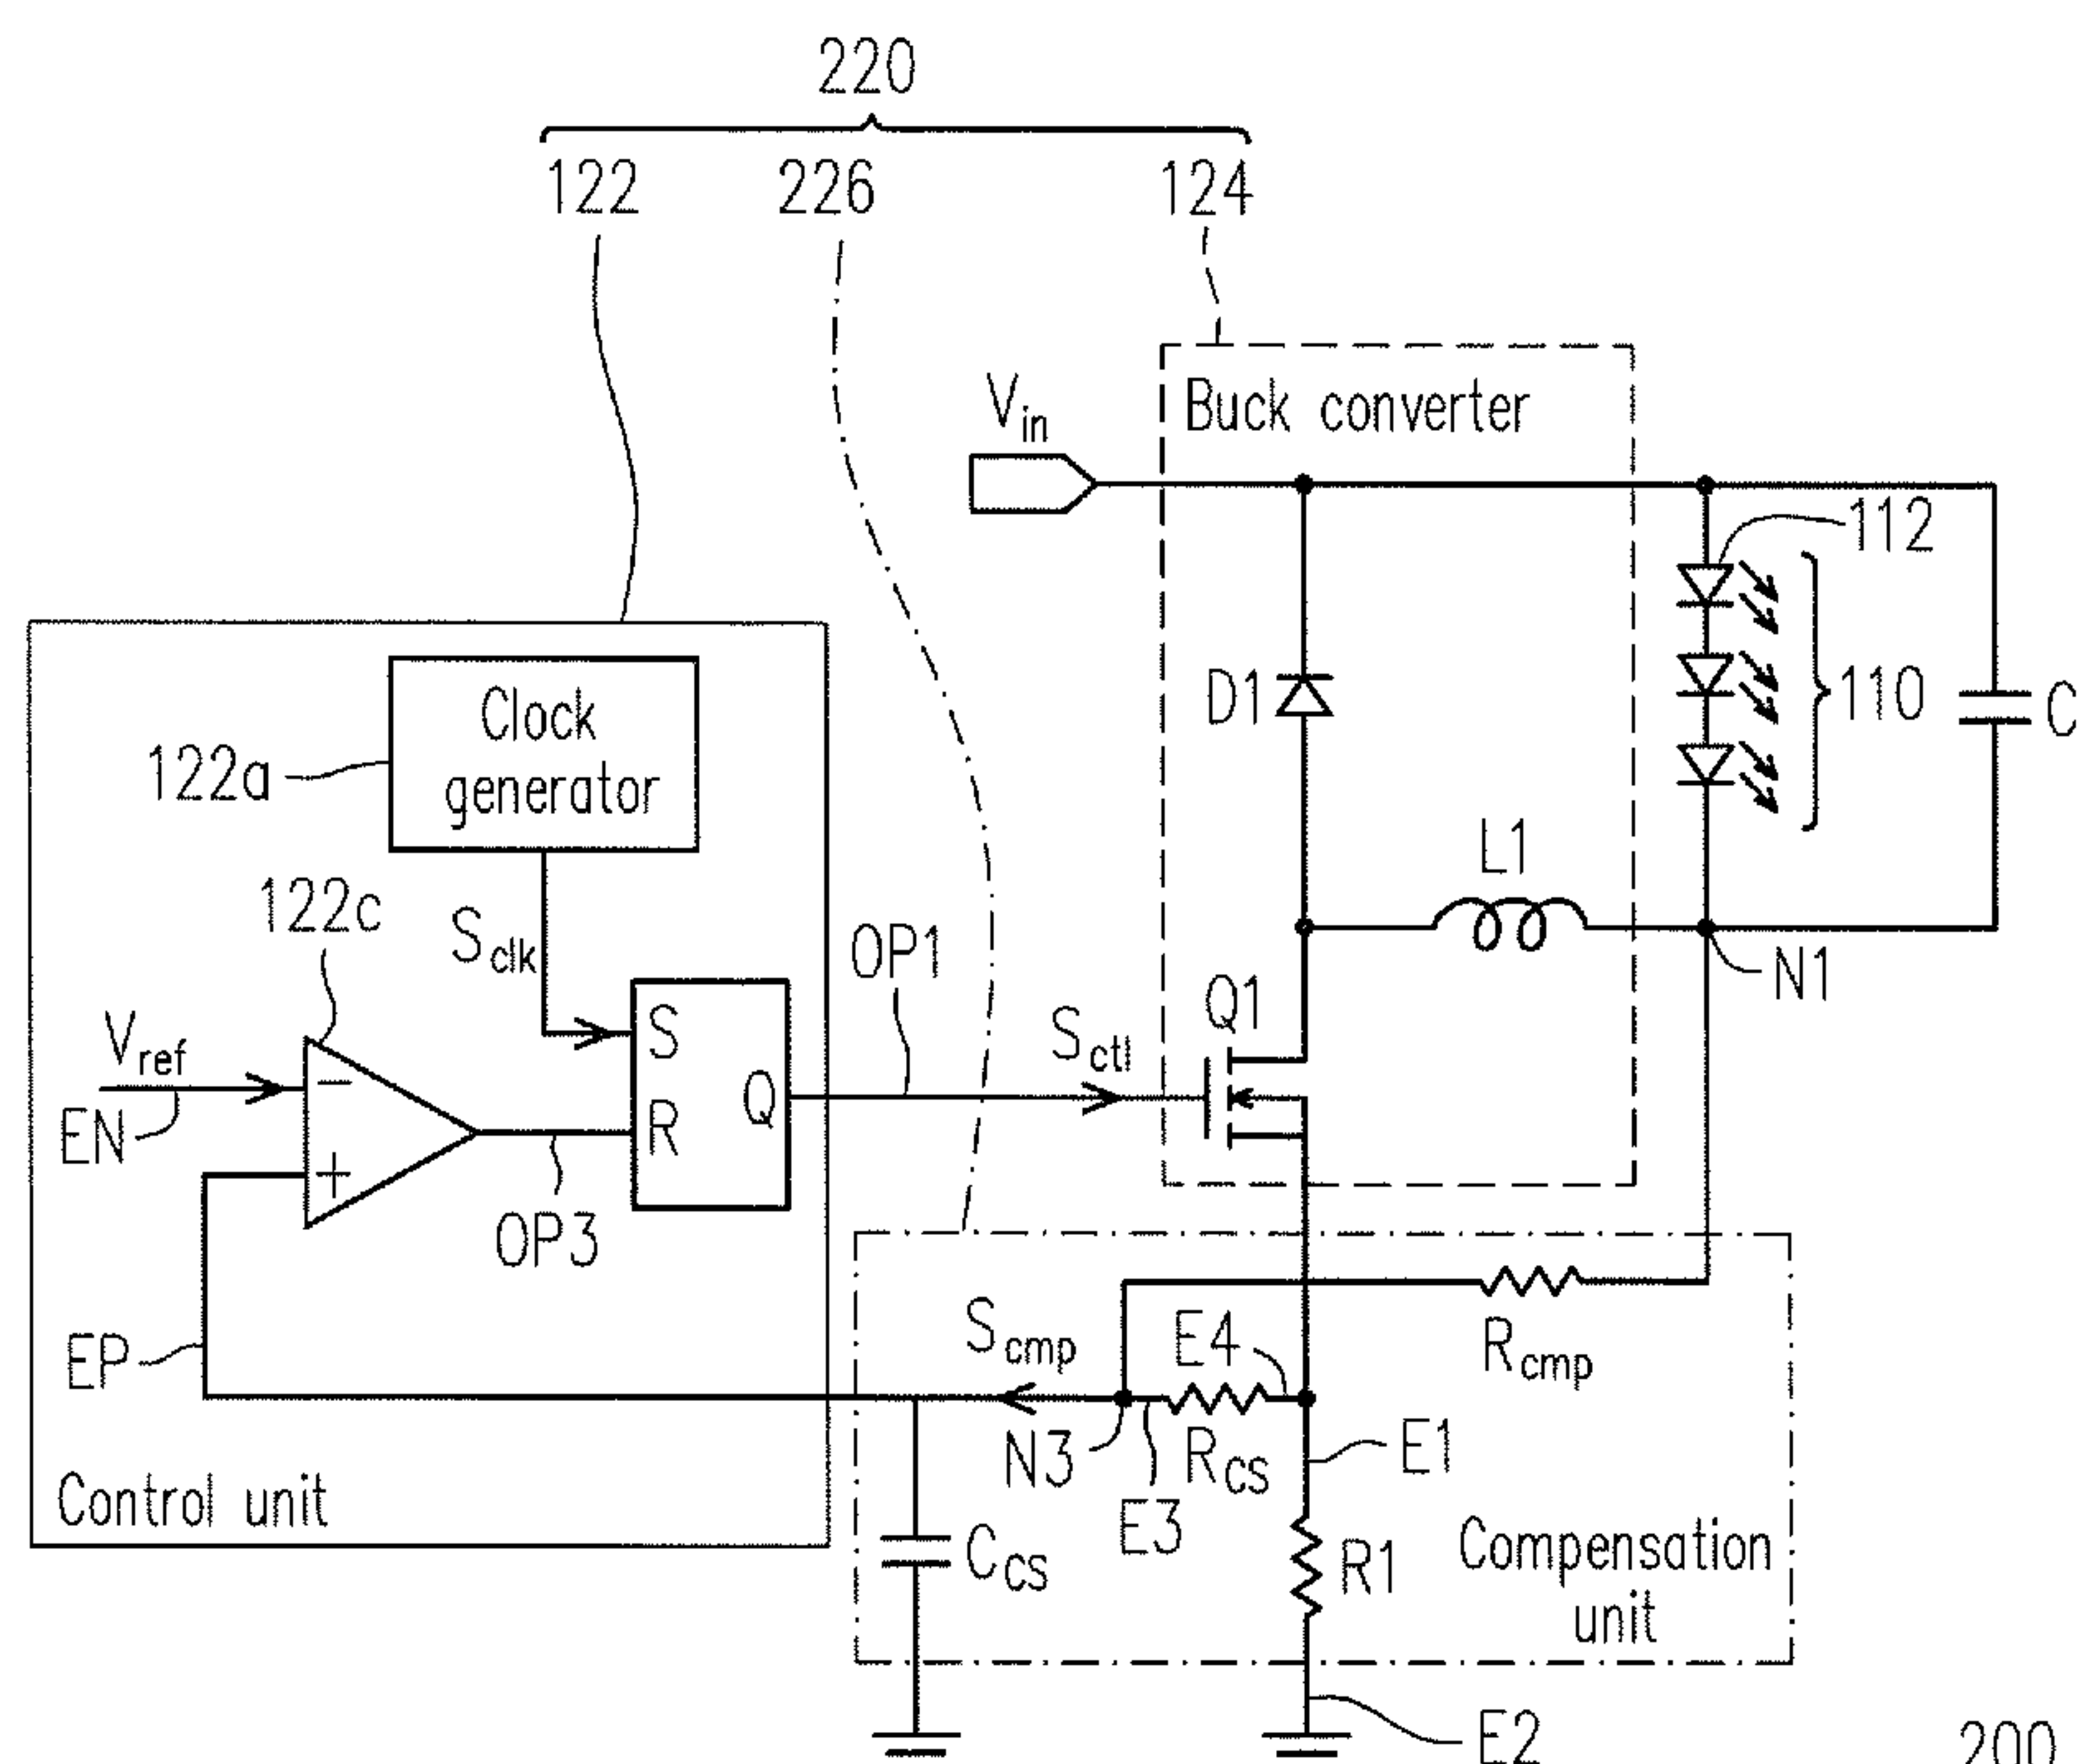 220
122 226 124
Vin
Buck converter
112
D1
110
C
Clock
generator
122a
L1
122c
Sclk
OP1
N1
Q1
Vref
S
Sctl
EN
−
R
Q
+
OP3
EP
Scmp
E4
Rcmp
N3
Rcs
E1
E3
Control unit
Ccs
R1
Compensation
unit
E2
200